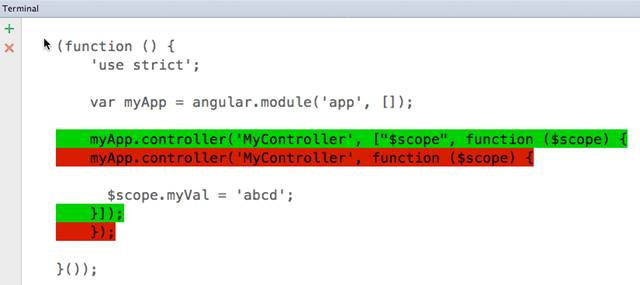 Terminal
(function () {
'use strict';
var myApp = angular.module('app', []);
myApp.controller('MyController', ["$scope", function ($scope) {
myApp.controller('MyController', function ($scope) {
$scope.myVal = 'abcd';
}]);
});
}());